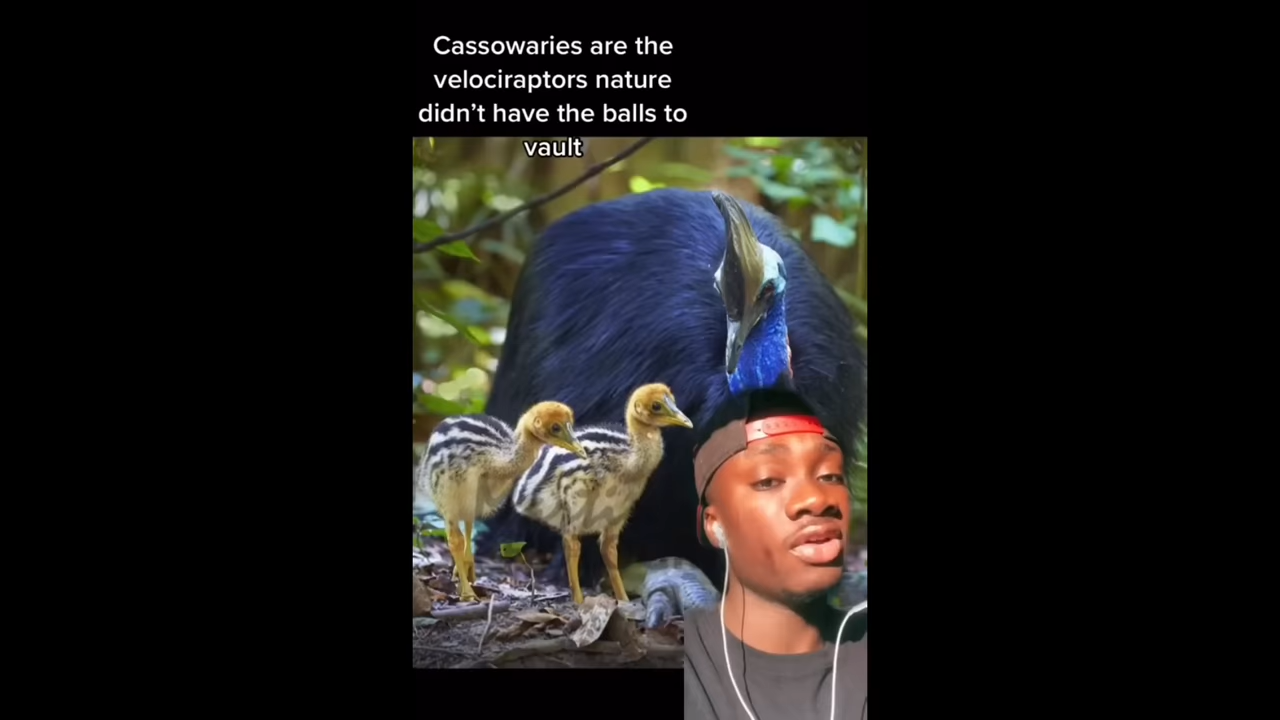 Cassowaries are the
velociraptors nature
didn’t have the balls to
vault